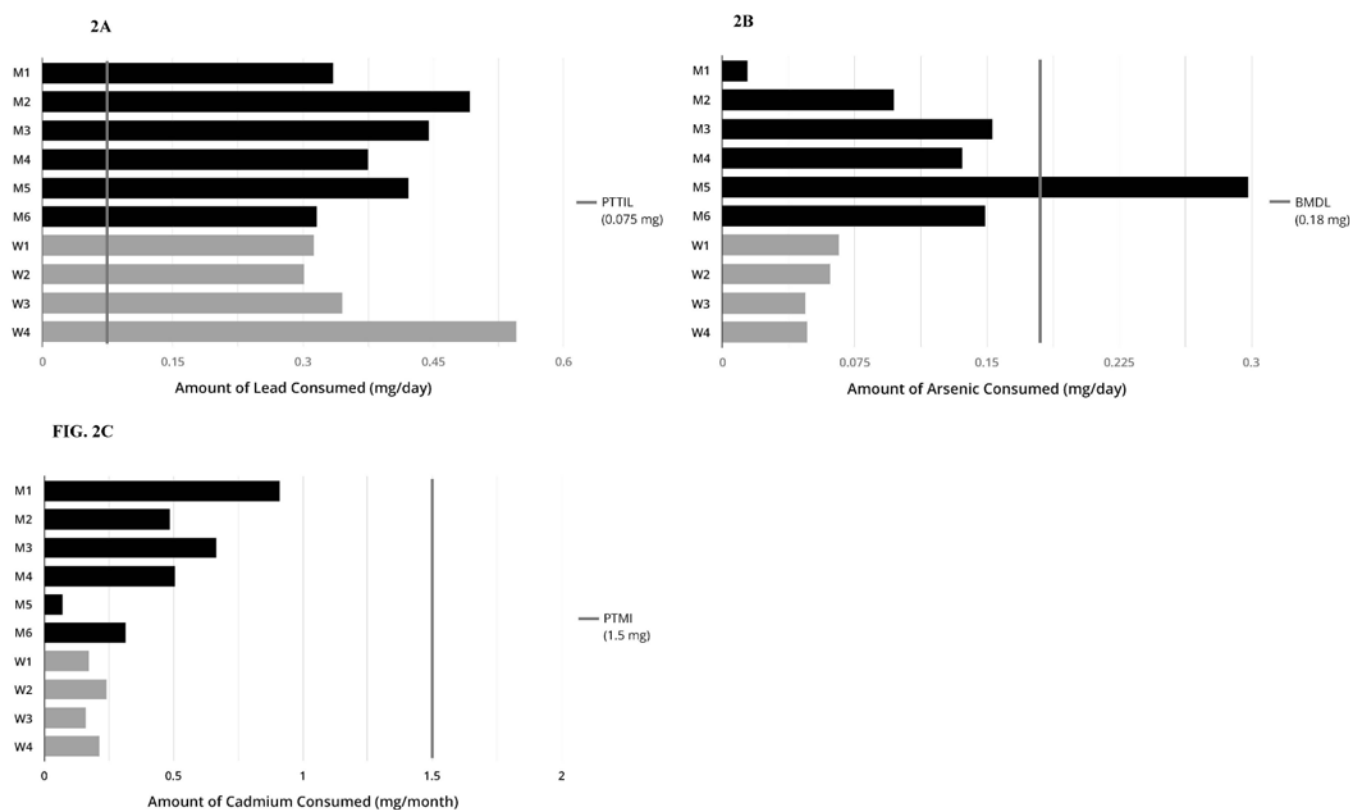 2A
M1
M2
M3
M4
M5
M6
W1
W2
W3
W4
0
0.15
0.3
0.45
0.6
Amount of Lead Consumed (mg/day)
PTTIL
(0.075 mg)
2B
M1
M2
M3
M4
M5
M6
W1
W2
W3
W4
0
0.075
0.15
0.225
0.3
Amount of Arsenic Consumed (mg/day)
BMDL
(0.18 mg)
FIG. 2C
M1
M2
M3
M4
M5
M6
W1
W2
W3
W4
0
0.5
1
1.5
2
Amount of Cadmium Consumed (mg/month)
PTMI
(1.5 mg)